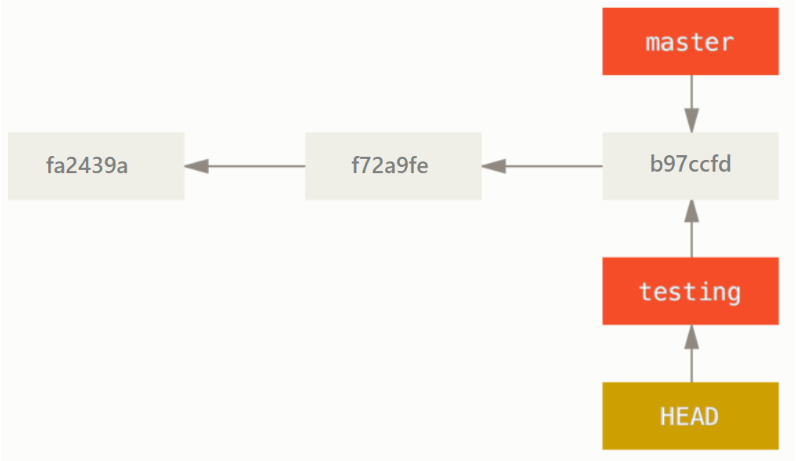 master
fa2439a
f72a9fe
b97ccfd
testing
HEAD